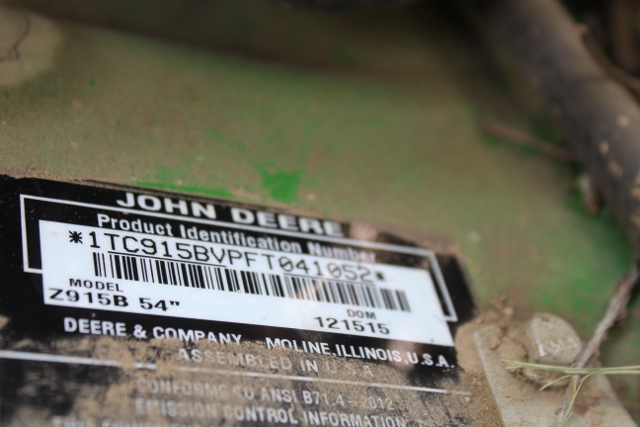 JOHN DEERE
Product Identification Number
*1TC915BVPFT041052*
MODEL DOM
Z915B 54" 121515
DEERE & COMPANY MOLINE, ILLINOIS, U.S.A.
ASSEMBLED IN U.S.A.
CONFORMS TO ANSI B71.4-2012
EMISSION CONTROL INFORMATION